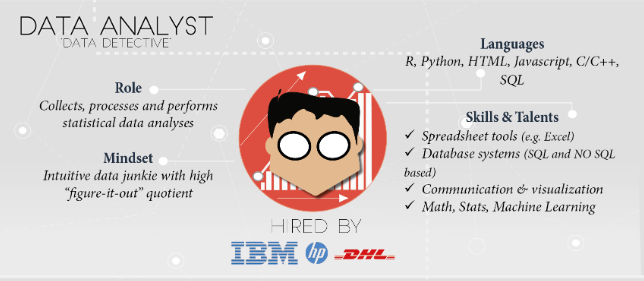 DATA ANALYST
'DATA DETECTIVE'
Role
Collects, processes and performs
statistical data analyses
Mindset
Intuitive data junkie with high
“figure-it-out” quotient
Languages
R, Python, HTML, Javascript, C/C++,
SQL
Skills & Talents
✓ Spreadsheet tools (e.g. Excel)
✓ Database systems (SQL and NO SQL
based)
✓ Communication & visualization
✓ Math, Stats, Machine Learning
HIRED BY
IBM hp DHL